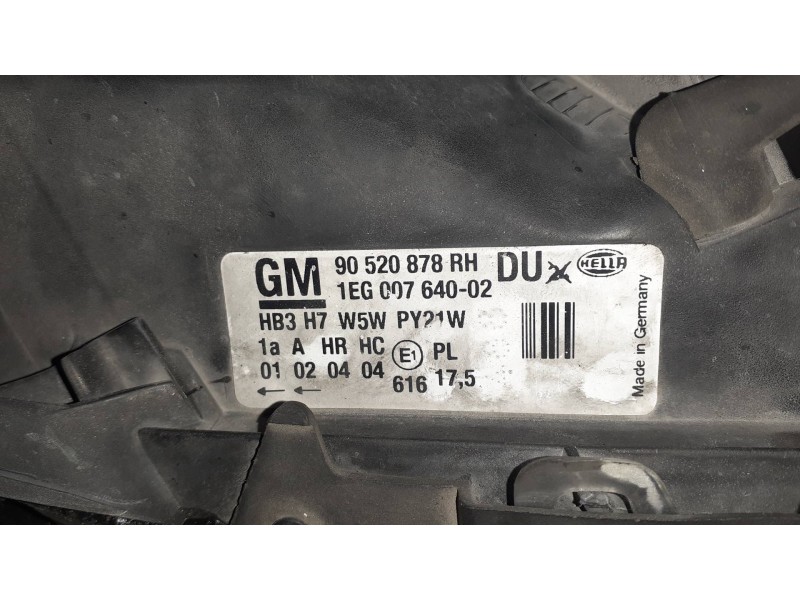 GM 90 520 878 RH DU HELLA
1EG 007 640-02
HB3 H7 W5W PY21W
1a A HR HC E1 PL
01 02 04 04 616 17,5
← ←
Made in Germany